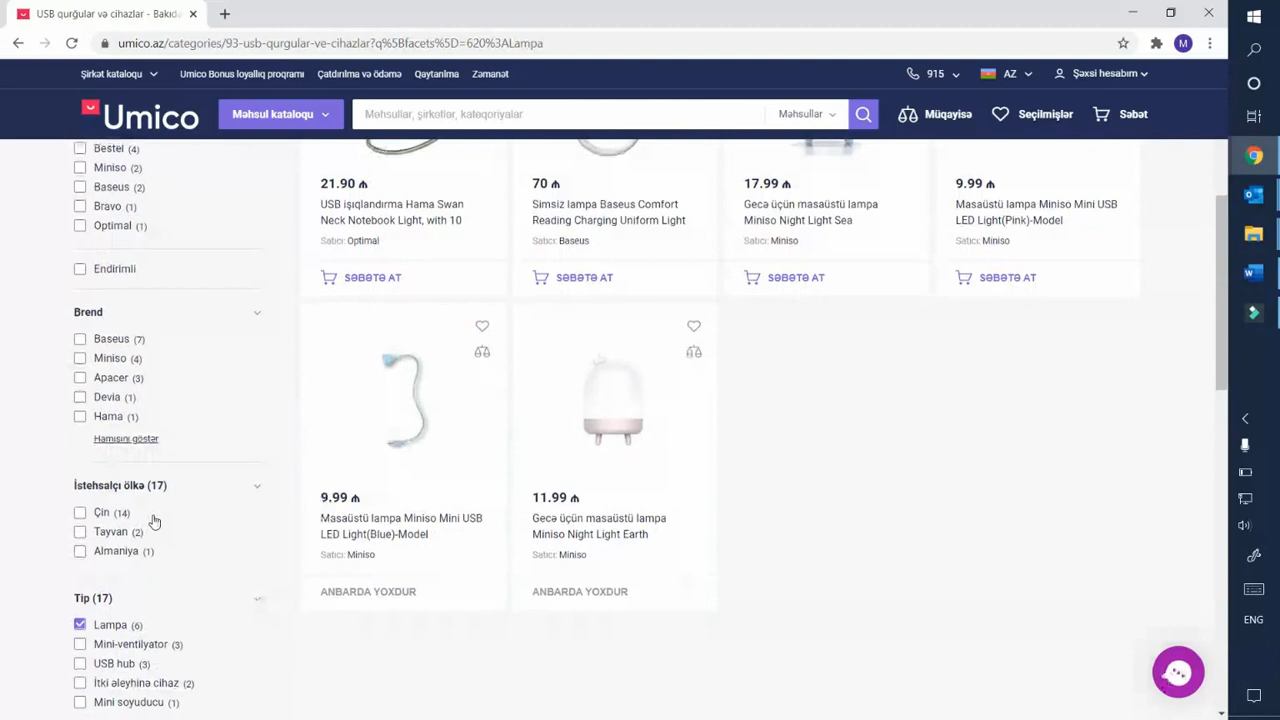 USB qurğular və cihazlar - Bakıda
umico.az/categories/93-usb-qurgular-ve-cihazlar?q%5Bfacets%5D=620%3ALampa
M
Şirkət kataloqu
Umico Bonus loyallıq proqramı
Çatdırılma və ödəmə
Qaytarılma
Zəmanət
915
AZ
Şəxsi hesabım
Umico
Məhsul kataloqu
Məhsullar, şirkətlər, kateqoriyalar
Məhsullar
Müqayisə
Seçilmişlər
Səbət
Bestel (4)
Miniso (2)
Baseus (2)
Bravo (1)
Optimal (1)
Endirimli
Brend
Baseus (7)
Miniso (4)
Apacer (3)
Devia (1)
Hama (1)
Hamısını göstər
İstehsalçı ölkə (17)
Çin (14)
Tayvan (2)
Almaniya (1)
Tip (17)
Lampa (6)
Mini-ventilyator (3)
USB hub (3)
İtki əleyhinə cihaz (2)
Mini soyuducu (1)
21.90 ₼
USB işıqlandırma Hama Swan
Neck Notebook Light, with 10
Satıcı: Optimal
SƏBƏTƏ AT
70 ₼
Simsiz lampa Baseus Comfort
Reading Charging Uniform Light
Satıcı: Baseus
SƏBƏTƏ AT
17.99 ₼
Gecə üçün masaüstü lampa
Miniso Night Light Sea
Satıcı: Miniso
SƏBƏTƏ AT
9.99 ₼
Masaüstü lampa Miniso Mini USB
LED Light(Pink)-Model
Satıcı: Miniso
SƏBƏTƏ AT
9.99 ₼
Masaüstü lampa Miniso Mini USB
LED Light(Blue)-Model
Satıcı: Miniso
ANBARDA YOXDUR
11.99 ₼
Gecə üçün masaüstü lampa
Miniso Night Light Earth
Satıcı: Miniso
ANBARDA YOXDUR
ENG